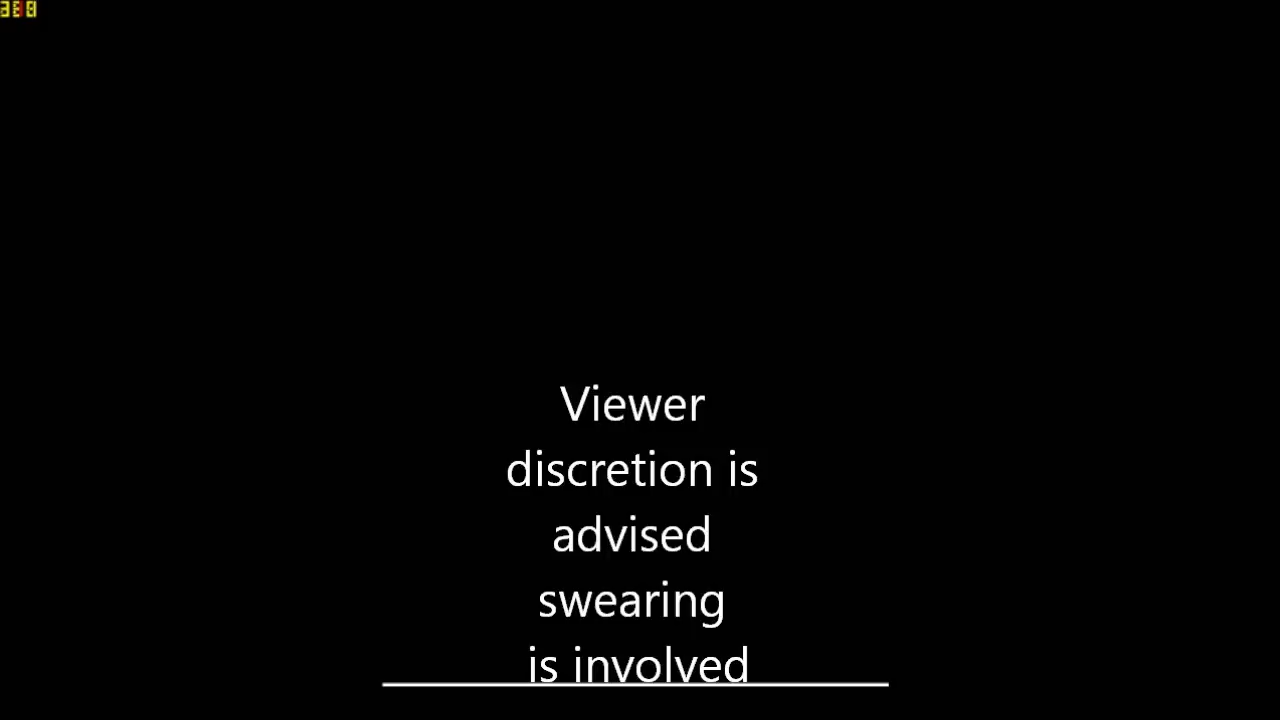 Viewer
discretion is
advised
swearing
is involved